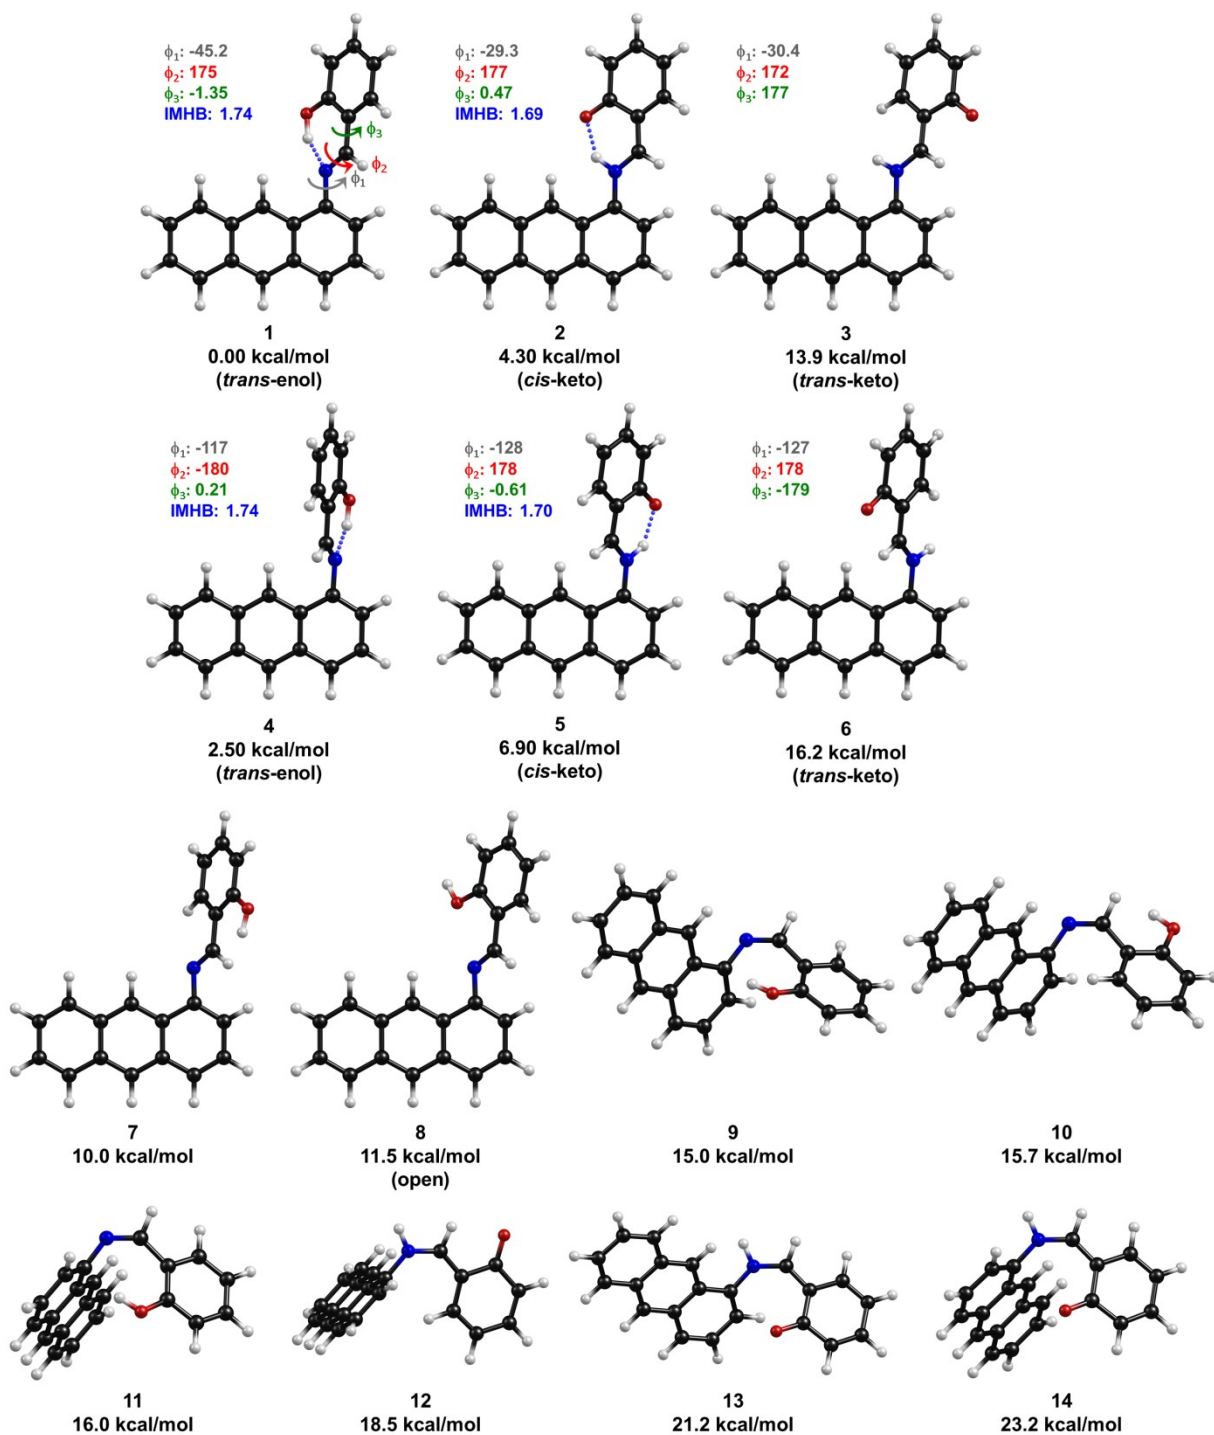 ϕ1: -45.2
ϕ2: 175
ϕ3: -1.35
IMHB: 1.74
ϕ3
ϕ2
ϕ1
1
0.00 kcal/mol
(trans-enol)
ϕ1: -29.3
ϕ2: 177
ϕ3: 0.47
IMHB: 1.69
2
4.30 kcal/mol
(cis-keto)
ϕ1: -30.4
ϕ2: 172
ϕ3: 177
3
13.9 kcal/mol
(trans-keto)
ϕ1: -117
ϕ2: -180
ϕ3: 0.21
IMHB: 1.74
4
2.50 kcal/mol
(trans-enol)
ϕ1: -128
ϕ2: 178
ϕ3: -0.61
IMHB: 1.70
5
6.90 kcal/mol
(cis-keto)
ϕ1: -127
ϕ2: 178
ϕ3: -179
6
16.2 kcal/mol
(trans-keto)
7
10.0 kcal/mol
8
11.5 kcal/mol
(open)
9
15.0 kcal/mol
10
15.7 kcal/mol
11
16.0 kcal/mol
12
18.5 kcal/mol
13
21.2 kcal/mol
14
23.2 kcal/mol